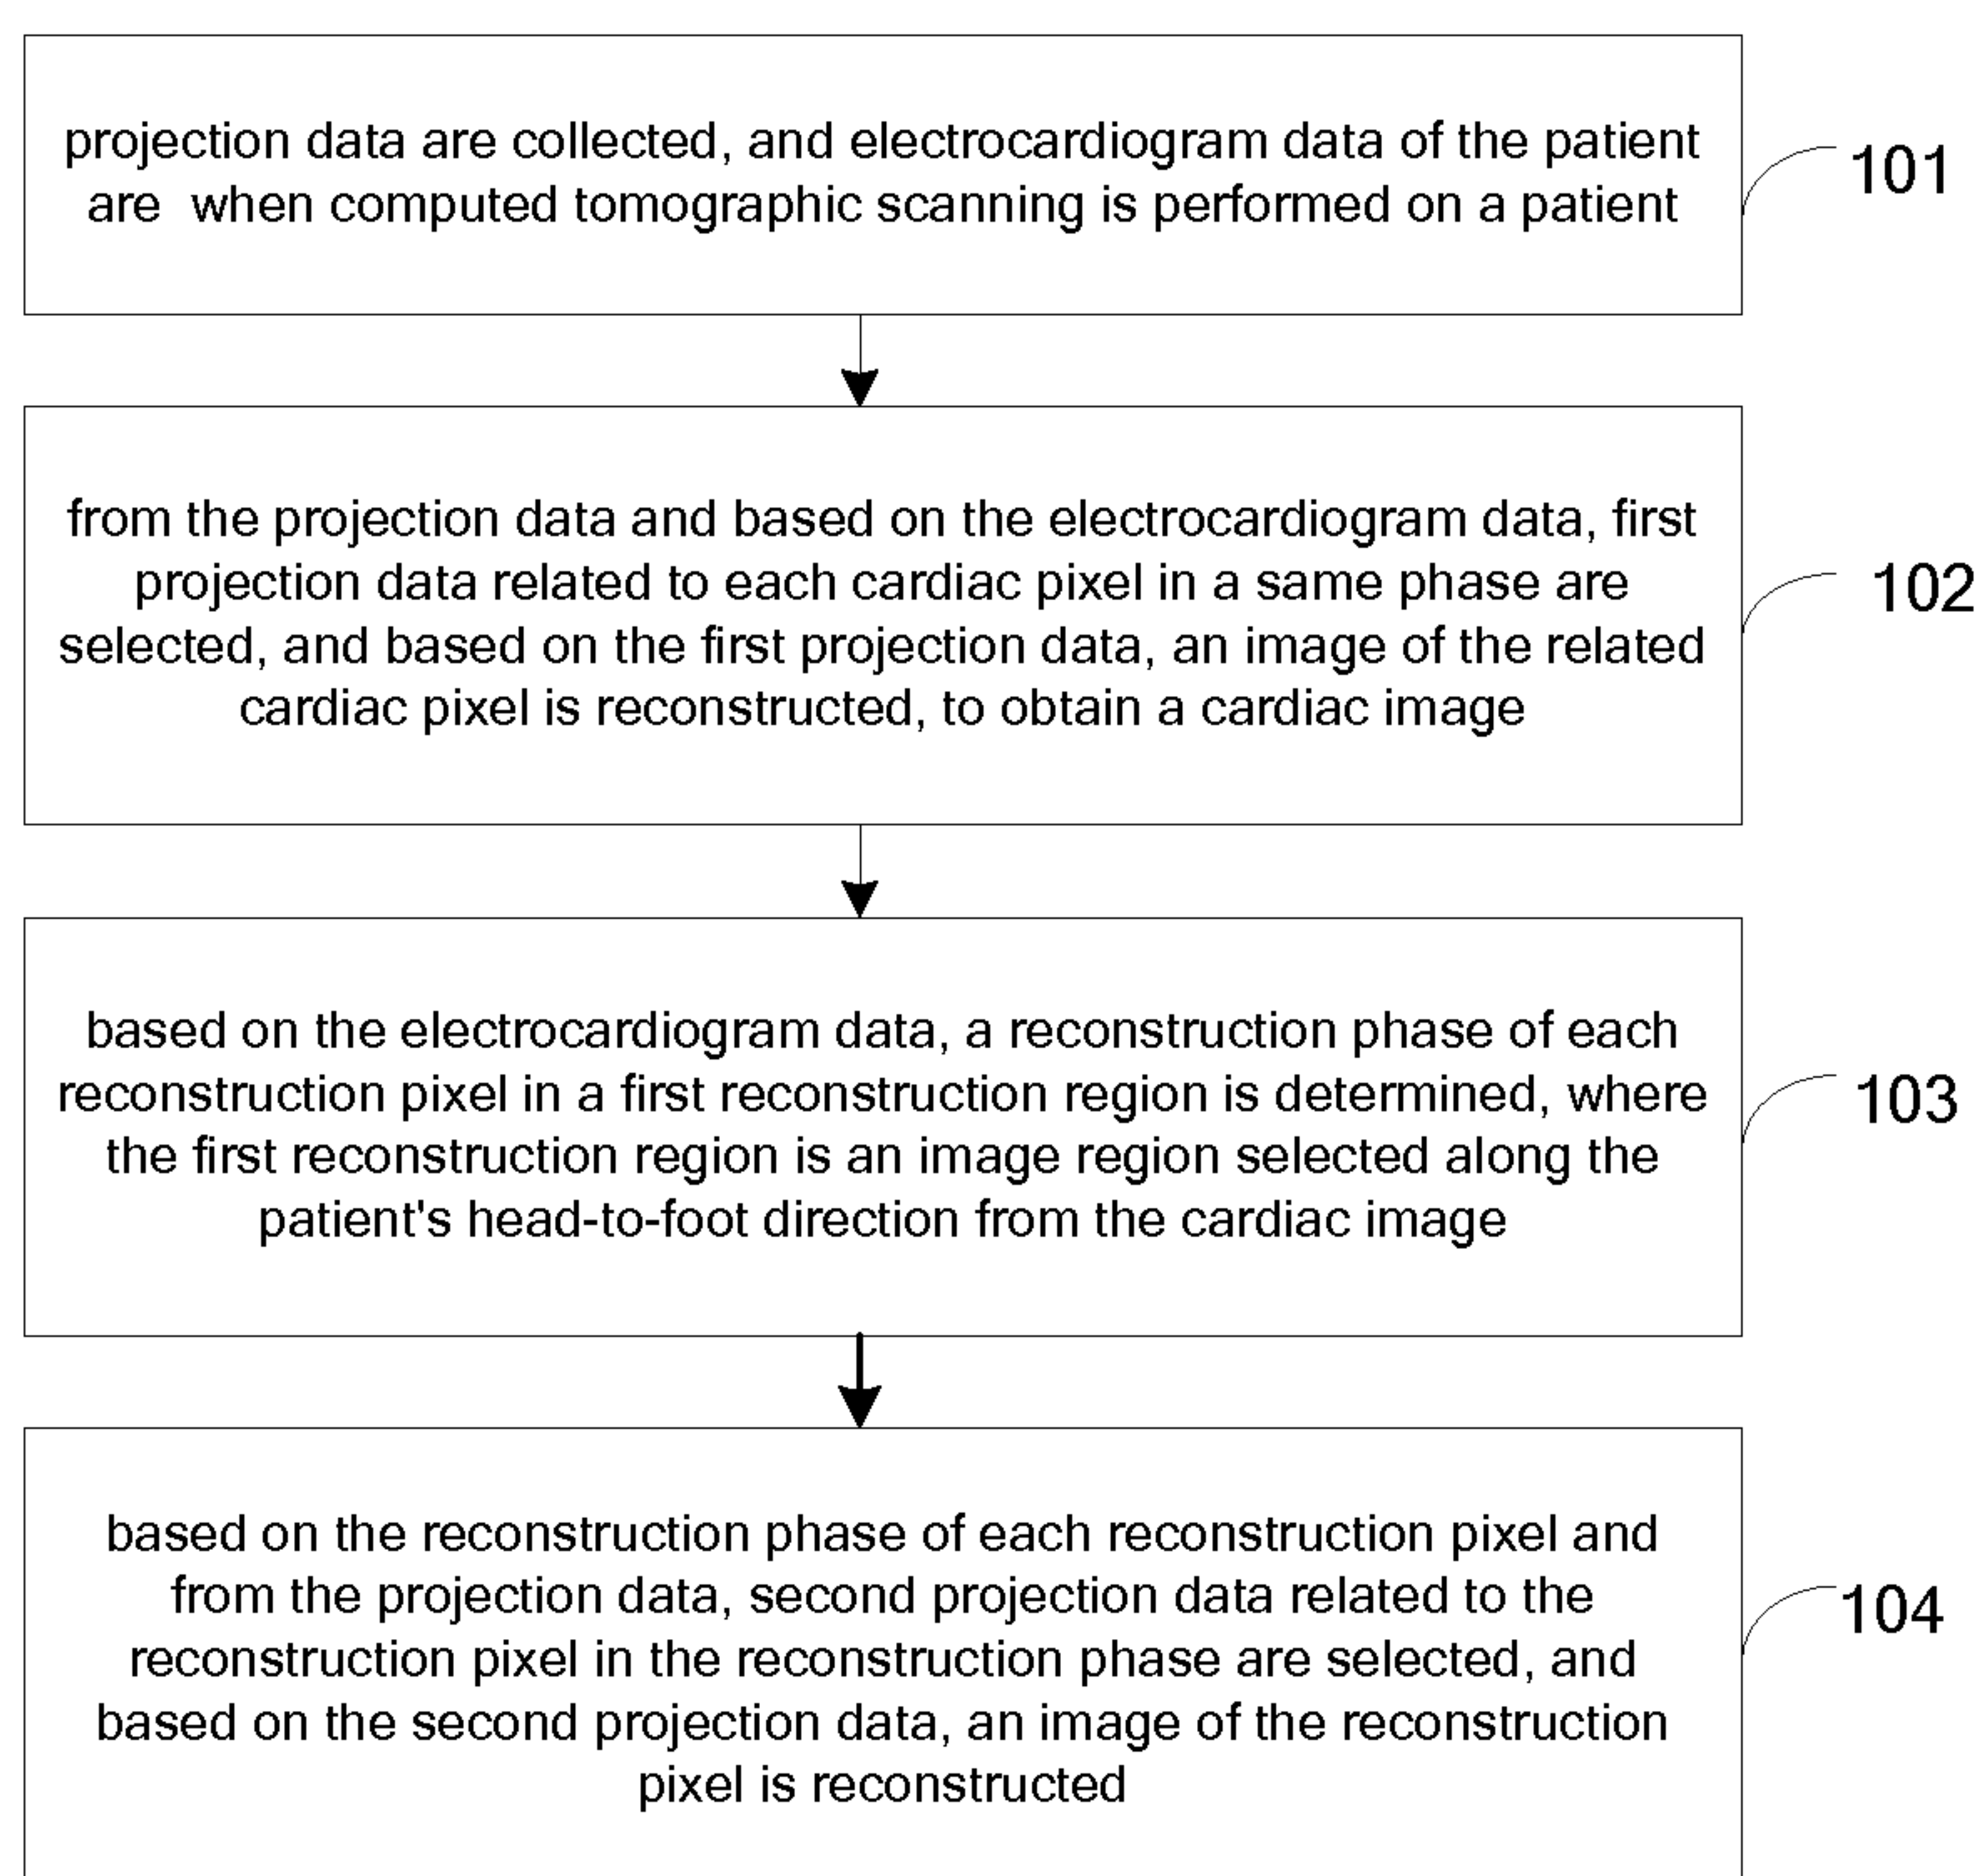 projection data are collected, and electrocardiogram data of the patient
are  when computed tomographic scanning is performed on a patient
101
from the projection data and based on the electrocardiogram data, first
projection data related to each cardiac pixel in a same phase are
selected, and based on the first projection data, an image of the related
cardiac pixel is reconstructed, to obtain a cardiac image
102
based on the electrocardiogram data, a reconstruction phase of each
reconstruction pixel in a first reconstruction region is determined, where
the first reconstruction region is an image region selected along the
patient's head-to-foot direction from the cardiac image
103
based on the reconstruction phase of each reconstruction pixel and
from the projection data, second projection data related to the
reconstruction pixel in the reconstruction phase are selected, and
based on the second projection data, an image of the reconstruction
pixel is reconstructed
104